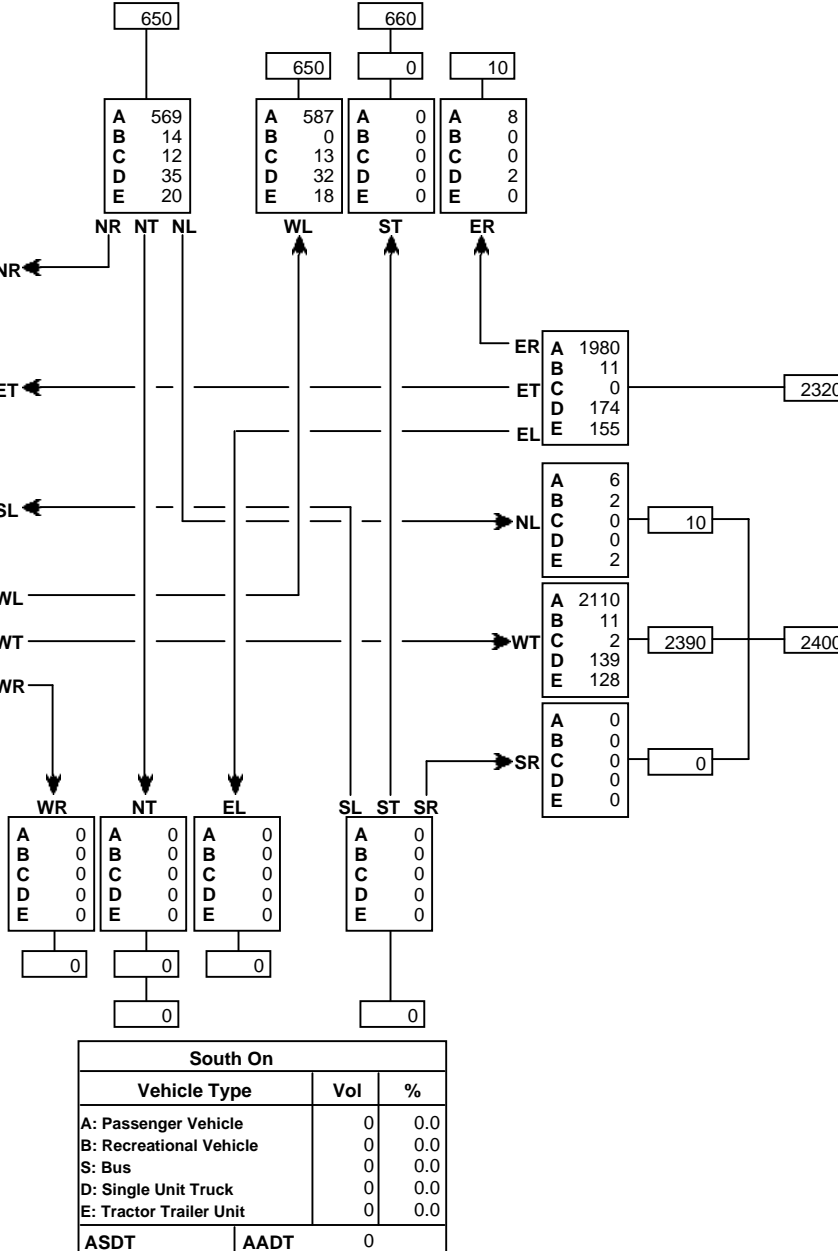 650
660
650
0
10
A 569
B 14
C 12
D 35
E 20
A 587
B 0
C 13
D 32
E 18
A 0
B 0
C 0
D 0
E 0
A 8
B 0
C 0
D 2
E 0
NR NT NL
WL
ST
ER
NR
ER
ET
EL
A 1980
B 11
C 0
D 174
E 155
2320
ET
SL
NL
A 6
B 2
C 0
D 0
E 2
10
WL
WT
WR
WT
A 2110
B 11
C 2
D 139
E 128
2390
2400
SR
A 0
B 0
C 0
D 0
E 0
0
WR
NT
EL
SL ST SR
A 0
B 0
C 0
D 0
E 0
A 0
B 0
C 0
D 0
E 0
A 0
B 0
C 0
D 0
E 0
A 0
B 0
C 0
D 0
E 0
0
0
0
0
0
South On
Vehicle Type Vol %
A: Passenger Vehicle 0 0.0
B: Recreational Vehicle 0 0.0
S: Bus 0 0.0
D: Single Unit Truck 0 0.0
E: Tractor Trailer Unit 0 0.0
ASDT AADT 0